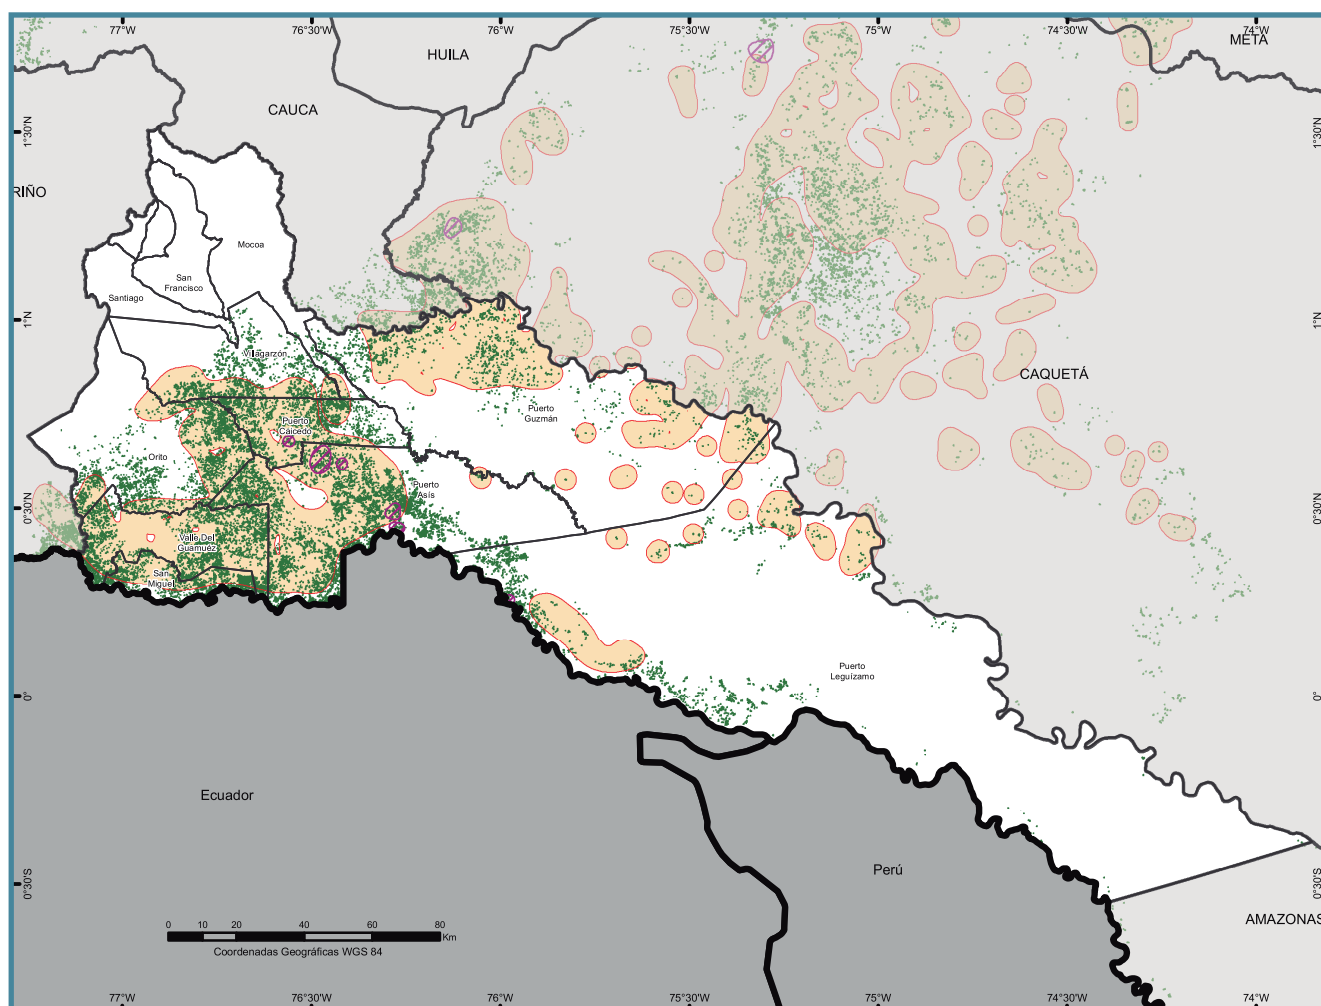 77°W
76°30'W
76°W
75°30'W
75°W
74°30'W
74°W
META
HUILA
CAUCA
1°30'N
1°30'N
RIÑO
Mocoa
San
Francisco
Santiago
1°N
1°N
Villagarzón
CAQUETÁ
Puerto
Guzmán
Puerto
Caicedo
Orito
Puerto
Asís
0°30'N
0°30'N
Valle Del
Guamuéz
San
Miguel
Puerto
Leguízamo
0°
0°
Ecuador
Perú
0°30'S
0°30'S
AMAZONAS
0
10
20
40
60
80
Km
Coordenadas Geográficas WGS 84
77°W
76°30'W
76°W
75°30'W
75°W
74°30'W
74°W